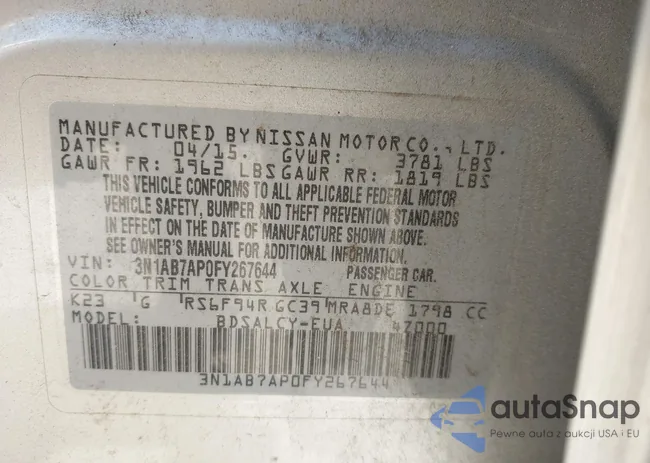 MANUFACTURED BY NISSAN MOTOR CO., LTD.
DATE: 04/15. GVWR: 3781 LBS
GAWR FR: 1962 LBS GAWR RR: 1819 LBS
THIS VEHICLE CONFORMS TO ALL APPLICABLE FEDERAL MOTOR
VEHICLE SAFETY, BUMPER AND THEFT PREVENTION STANDARDS
IN EFFECT ON THE DATE OF MANUFACTURE SHOWN ABOVE.
SEE OWNER'S MANUAL FOR ADDITIONAL INFORMATION.
VIN: 3N1AB7AP0FY267644 PASSENGER CAR.
COLOR TRIM TRANS AXLE ENGINE
K23 G RS6F94R GC39 MRA8DE 1798 CC
MODEL: BDSALCY-EUA 47000
3N1AB7AP0FY267644
autaSnap
Pewne auta z aukcji USA i EU